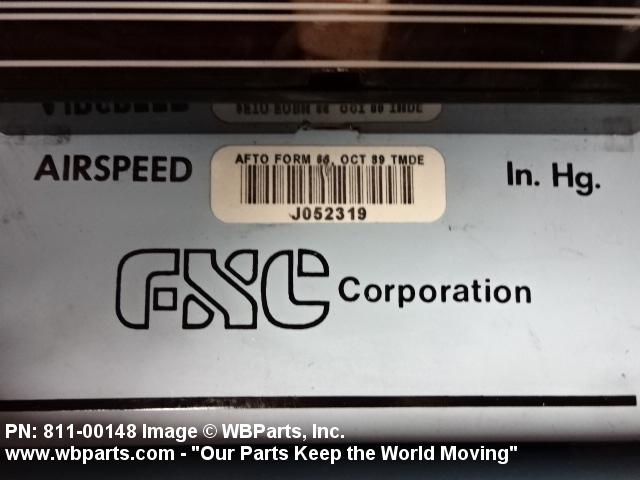 AIRSPEED
AFTO FORM 66, OCT 89 TMDE
J052319
In. Hg.
FXC Corporation
PN: 811-00148 Image © WBParts, Inc.
www.wbparts.com - "Our Parts Keep the World Moving"